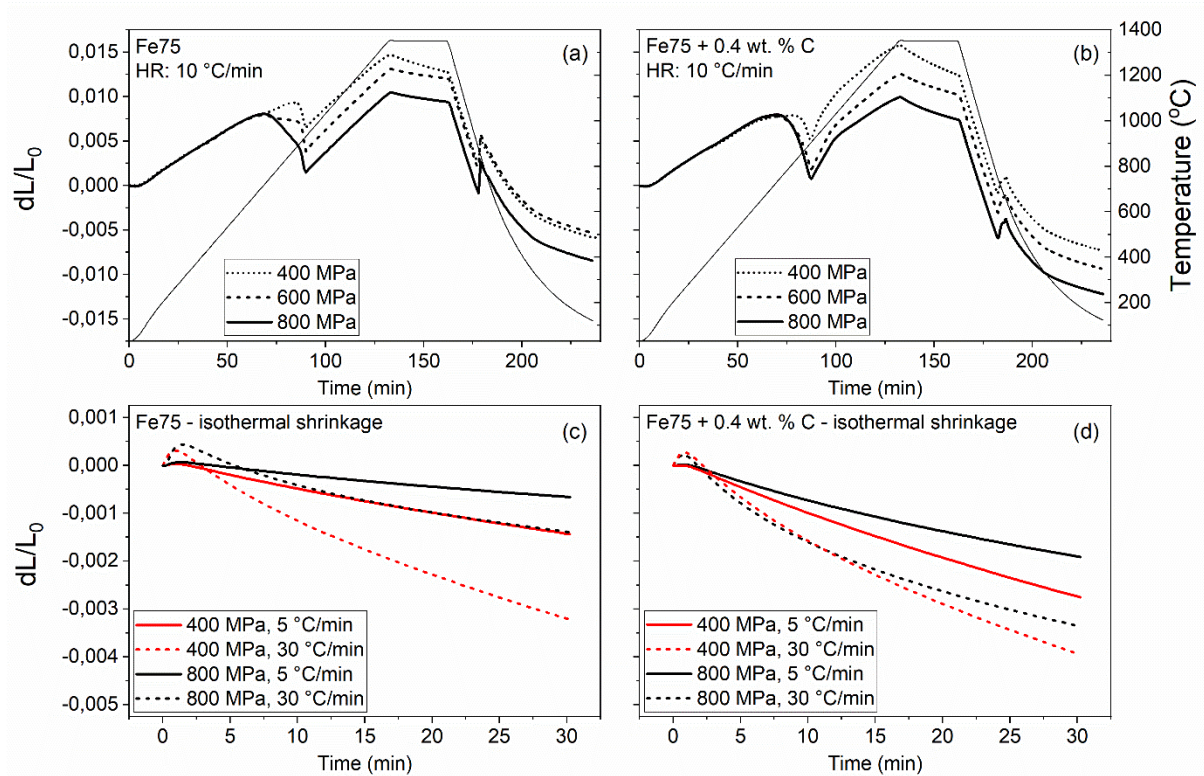 Fe75
HR: 10 °C/min
(a)
0,015
0,010
0,005
0,000
-0,005
-0,010
-0,015
dL/L0
400 MPa
600 MPa
800 MPa
0 50 100 150 200
Time (min)
Fe75 + 0.4 wt. % C
HR: 10 °C/min
(b)
1400
1200
1000
800
600
400
200
Temperature (°C)
400 MPa
600 MPa
800 MPa
0 50 100 150 200
Time (min)
Fe75 - isothermal shrinkage
(c)
0,001
0,000
-0,001
-0,002
-0,003
-0,004
-0,005
dL/L0
400 MPa, 5 °C/min
400 MPa, 30 °C/min
800 MPa, 5 °C/min
800 MPa, 30 °C/min
0 5 10 15 20 25 30
Time (min)
Fe75 + 0.4 wt. % C - isothermal shrinkage
(d)
400 MPa, 5 °C/min
400 MPa, 30 °C/min
800 MPa, 5 °C/min
800 MPa, 30 °C/min
0 5 10 15 20 25 30
Time (min)